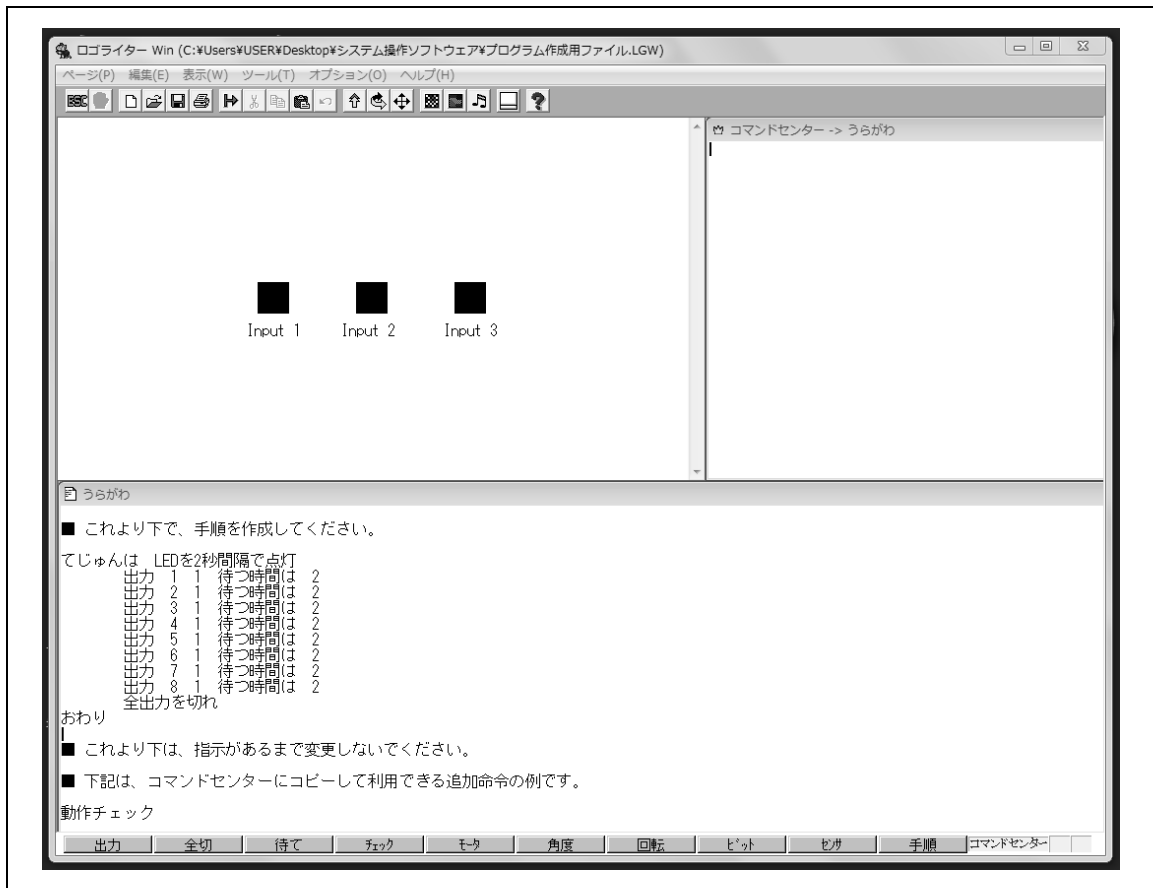 ロゴライター Win (C:¥Users¥USER¥Desktop¥システム操作ソフトウェア¥プログラム作成用ファイル.LGW)
ページ(P) 編集(E) 表示(W) ツール(T) オプション(O) ヘルプ(H)
ESC
コマンドセンター -> うらがわ
Input 1 Input 2 Input 3
うらがわ
■ これより下で、手順を作成してください。
てじゅんは LEDを2秒間隔で点灯
出力 1 1 待つ時間は 2
出力 2 1 待つ時間は 2
出力 3 1 待つ時間は 2
出力 4 1 待つ時間は 2
出力 5 1 待つ時間は 2
出力 6 1 待つ時間は 2
出力 7 1 待つ時間は 2
出力 8 1 待つ時間は 2
全出力を切れ
おわり
■ これより下は、指示があるまで変更しないでください。
■ 下記は、コマンドセンターにコピーして利用できる追加命令の例です。
動作チェック
出力 全切 待て ﾁｪｯｸ ﾓｰﾀ 角度 回転 ﾋﾞｯﾄ ｾﾝｻ 手順 コマンドセンター